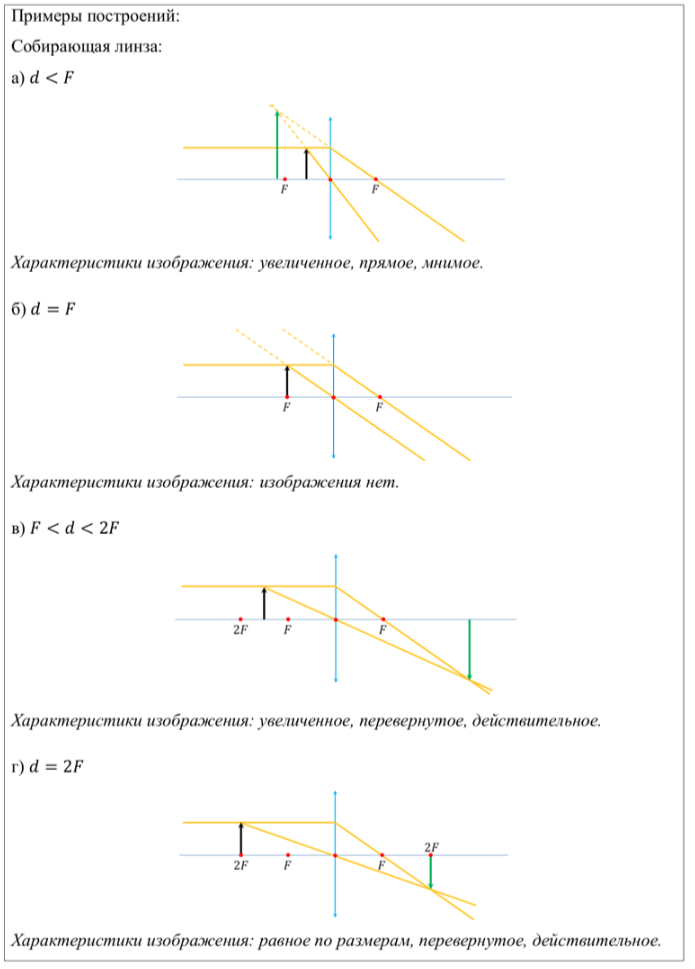 Примеры построений:
Собирающая линза:
а) d < F
F F
Характеристики изображения: увеличенное, прямое, мнимое.
б) d = F
F F
Характеристики изображения: изображения нет.
в) F < d < 2F
2F F F
Характеристики изображения: увеличенное, перевернутое, действительное.
г) d = 2F
2F
2F F F
Характеристики изображения: равное по размерам, перевернутое, действительное.